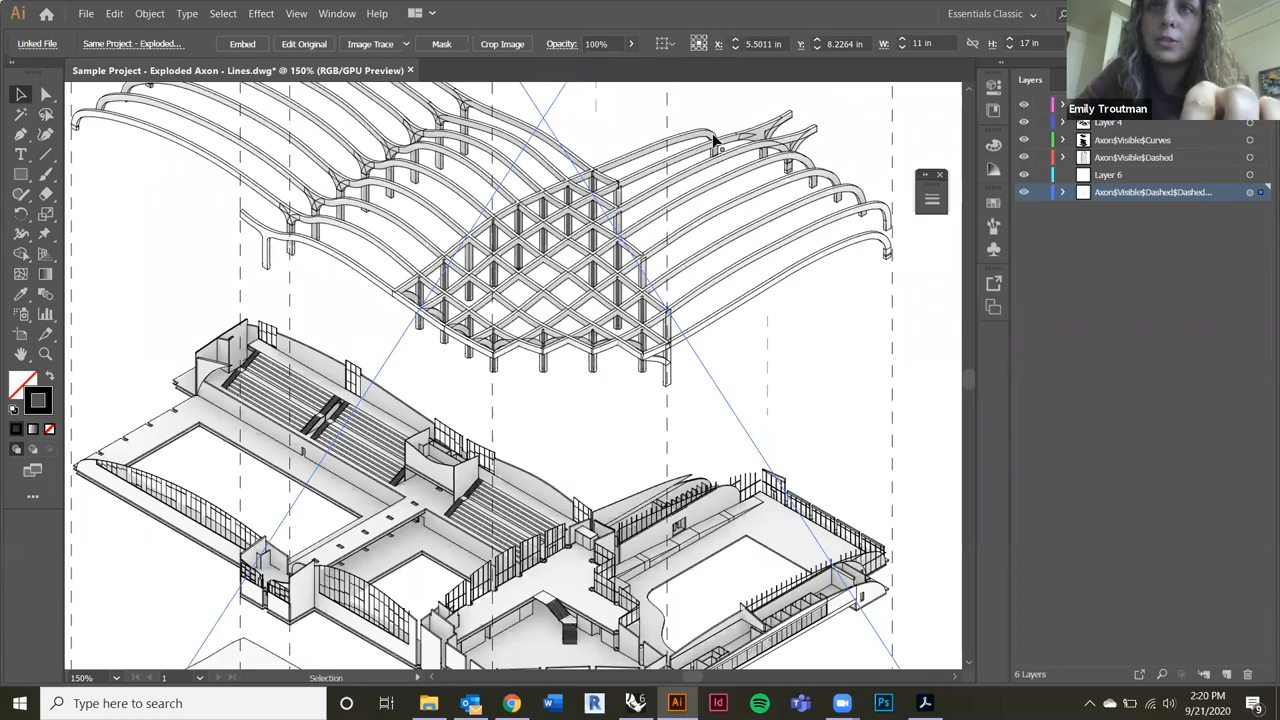 Ai File Edit Object Type Select Effect View Window Help Essentials Classic
Linked File Same Project - Exploded... Embed Edit Original Image Trace Mask Crop Image Opacity: 100% X: 5.5011 in Y: 8.2264 in W: 11 in H: 17 in
Sample Project - Exploded Axon - Lines.dwg* @ 150% (RGB/GPU Preview)
Layers
Emily Troutman
Layer 4
Axon$Visible$Curves
Axon$Visible$Dashed
Layer 6
Axon$Visible$Dashed$Dashed...
6 Layers
150% 1 Selection
Type here to search
2:20 PM
9/21/2020